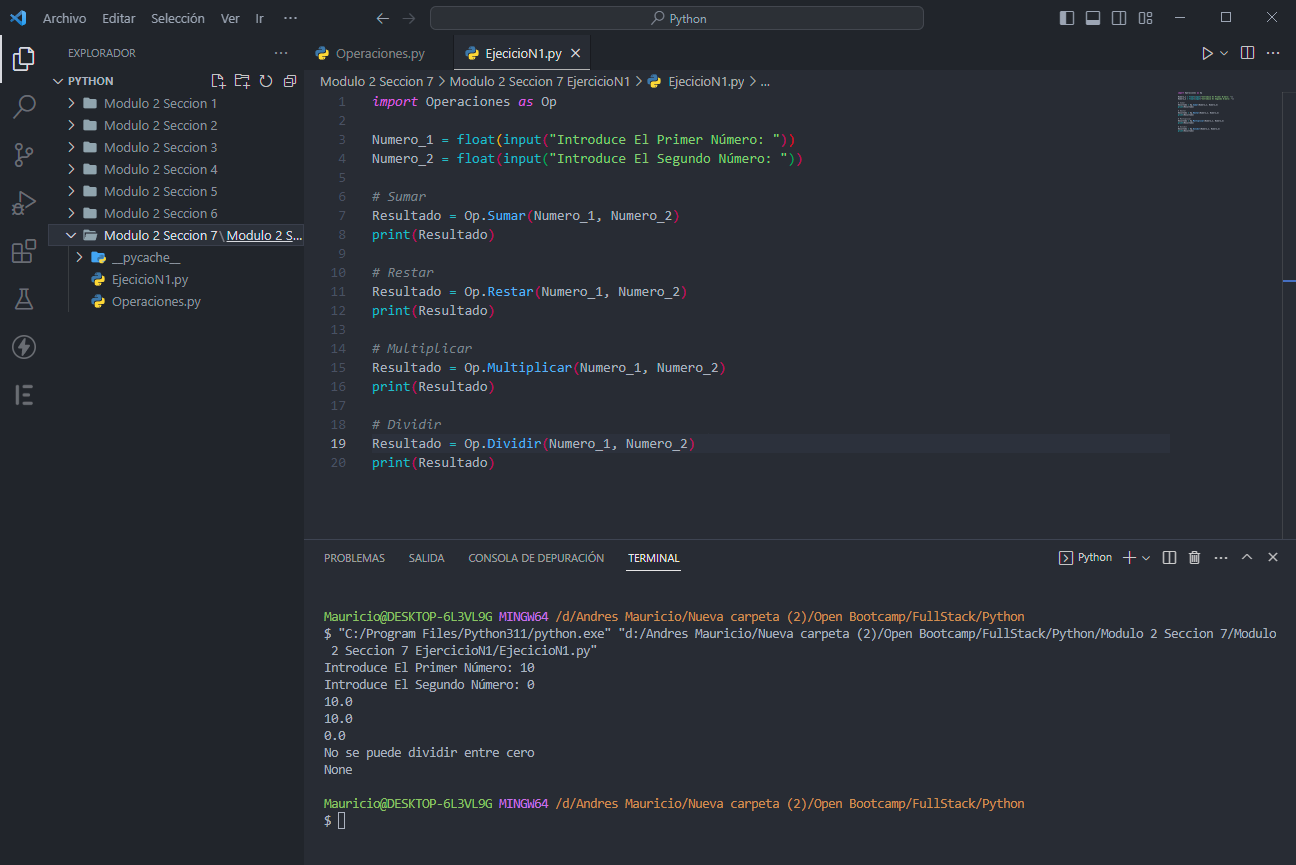 Archivo Editar Selección Ver Ir ···
Python
EXPLORADOR ···
PYTHON
Modulo 2 Seccion 1
Modulo 2 Seccion 2
Modulo 2 Seccion 3
Modulo 2 Seccion 4
Modulo 2 Seccion 5
Modulo 2 Seccion 6
Modulo 2 Seccion 7\Modulo 2 S...
__pycache__
EjecicioN1.py
Operaciones.py
Operaciones.py EjecicioN1.py
Modulo 2 Seccion 7 > Modulo 2 Seccion 7 EjercicioN1 > EjecicioN1.py > ...
1 import Operaciones as Op
2
3 Numero_1 = float(input("Introduce El Primer Número: "))
4 Numero_2 = float(input("Introduce El Segundo Número: "))
5
6 # Sumar
7 Resultado = Op.Sumar(Numero_1, Numero_2)
8 print(Resultado)
9
10 # Restar
11 Resultado = Op.Restar(Numero_1, Numero_2)
12 print(Resultado)
13
14 # Multiplicar
15 Resultado = Op.Multiplicar(Numero_1, Numero_2)
16 print(Resultado)
17
18 # Dividir
19 Resultado = Op.Dividir(Numero_1, Numero_2)
20 print(Resultado)
PROBLEMAS SALIDA CONSOLA DE DEPURACIÓN TERMINAL Python
Mauricio@DESKTOP-6L3VL9G MINGW64 /d/Andres Mauricio/Nueva carpeta (2)/Open Bootcamp/FullStack/Python
$ "C:/Program Files/Python311/python.exe" "d:/Andres Mauricio/Nueva carpeta (2)/Open Bootcamp/FullStack/Python/Modulo 2 Seccion 7/Modulo
2 Seccion 7 EjercicioN1/EjecicioN1.py"
Introduce El Primer Número: 10
Introduce El Segundo Número: 0
10.0
10.0
0.0
No se puede dividir entre cero
None
Mauricio@DESKTOP-6L3VL9G MINGW64 /d/Andres Mauricio/Nueva carpeta (2)/Open Bootcamp/FullStack/Python
$